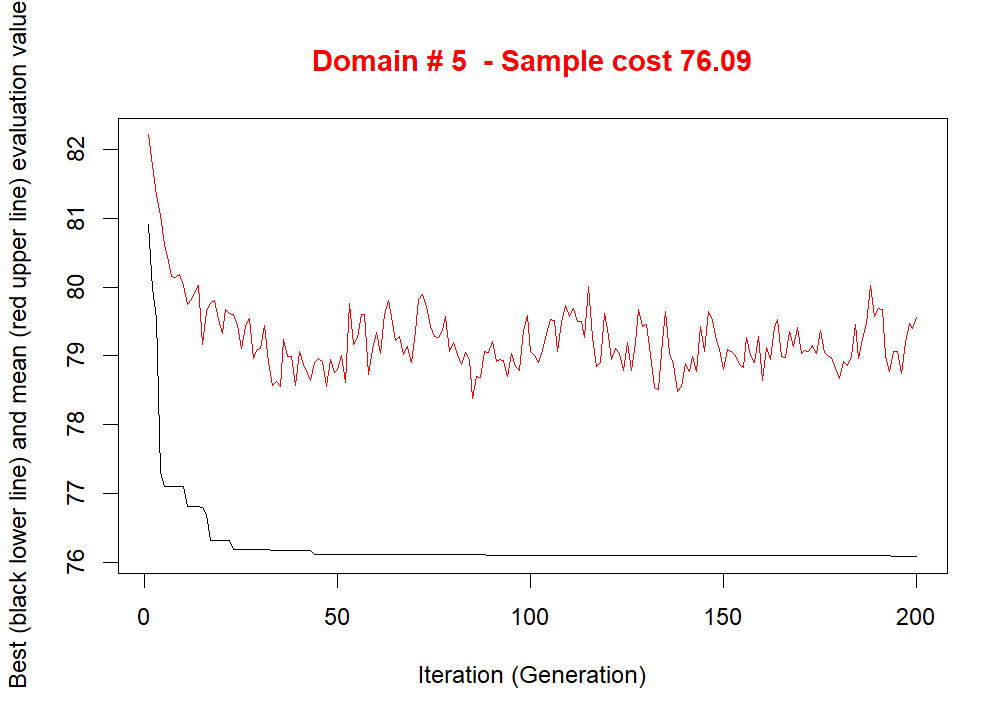 Domain # 5  - Sample cost 76.09
Best (black lower line) and mean (red upper line) evaluation value
82
81
80
79
78
77
76
0 50 100 150 200
Iteration (Generation)